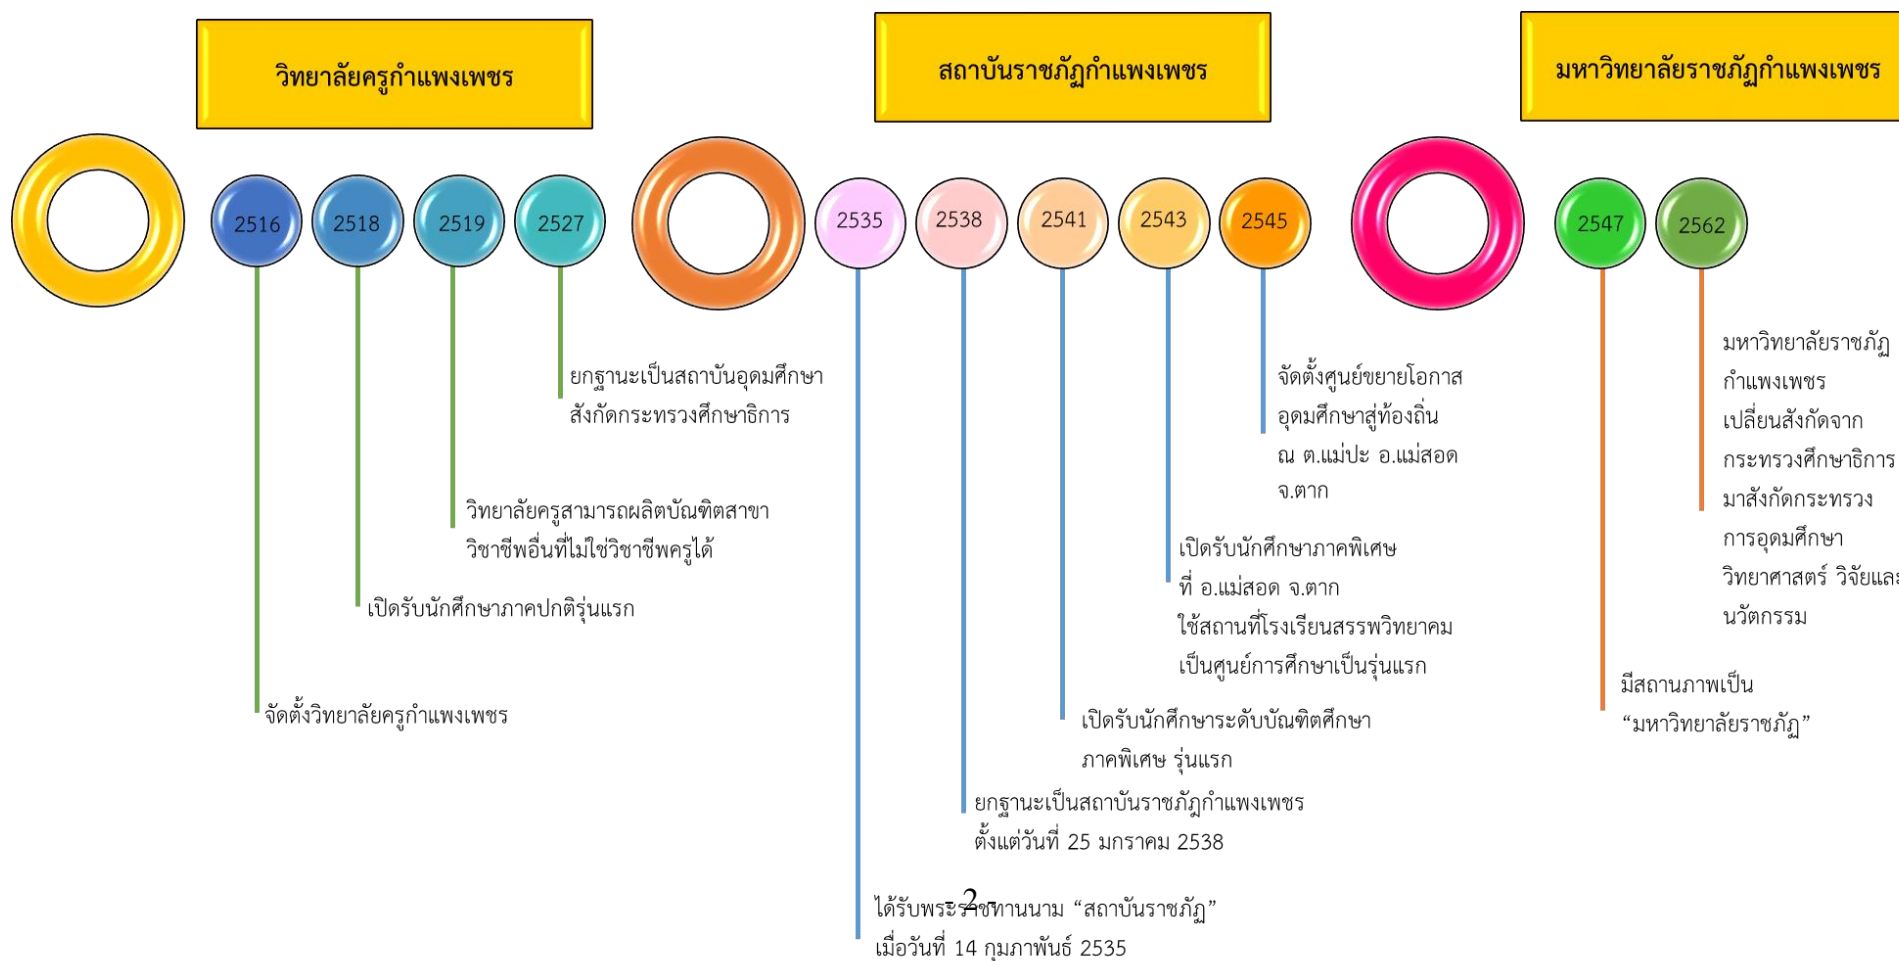 วิทยาลัยครูกำแพงเพชร
สถาบันราชภัฏกำแพงเพชร
มหาวิทยาลัยราชภัฏกำแพงเพชร
2516
2518
2519
2527
2535
2538
2541
2543
2545
2547
2562
ยกฐานะเป็นสถาบันอุดมศึกษา
สังกัดกระทรวงศึกษาธิการ
วิทยาลัยครูสามารถผลิตบัณฑิตสาขา
วิชาชีพอื่นที่ไม่ใช่วิชาชีพครูได้
เปิดรับนักศึกษาภาคปกติรุ่นแรก
จัดตั้งวิทยาลัยครูกำแพงเพชร
จัดตั้งศูนย์ขยายโอกาส
อุดมศึกษาสู่ท้องถิ่น
ณ ต.แม่ปะ อ.แม่สอด
จ.ตาก
เปิดรับนักศึกษาภาคพิเศษ
ที่ อ.แม่สอด จ.ตาก
ใช้สถานที่โรงเรียนสรรพวิทยาคม
เป็นศูนย์การศึกษาเป็นรุ่นแรก
เปิดรับนักศึกษาระดับบัณฑิตศึกษา
ภาคพิเศษ รุ่นแรก
ยกฐานะเป็นสถาบันราชภัฎกำแพงเพชร
ตั้งแต่วันที่ 25 มกราคม 2538
ได้รับพระราชทานนาม “สถาบันราชภัฏ”
เมื่อวันที่ 14 กุมภาพันธ์ 2535
มหาวิทยาลัยราชภัฏ
กำแพงเพชร
เปลี่ยนสังกัดจาก
กระทรวงศึกษาธิการ
มาสังกัดกระทรวง
การอุดมศึกษา
วิทยาศาสตร์ วิจัยและ
นวัตกรรม
มีสถานภาพเป็น
“มหาวิทยาลัยราชภัฏ”
- 2 -